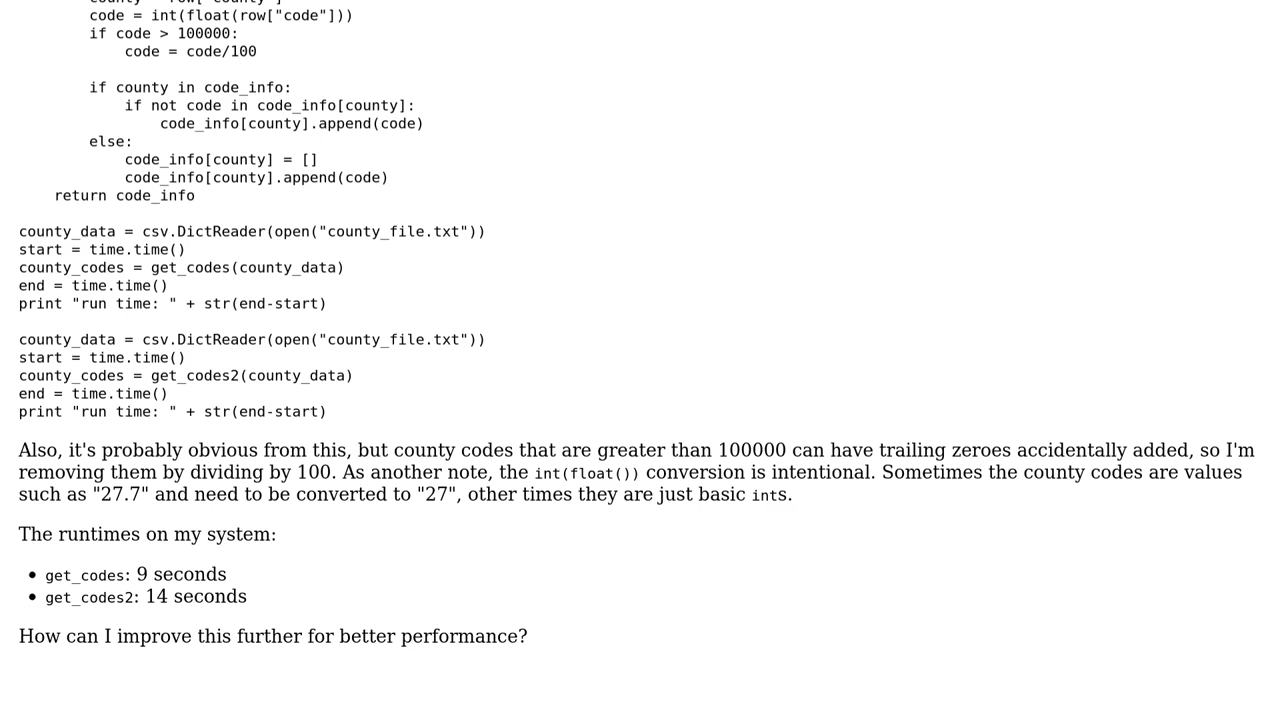 code = int(float(row["code"]))
        if code > 100000:
            code = code/100

        if county in code_info:
            if not code in code_info[county]:
                code_info[county].append(code)
        else:
            code_info[county] = []
            code_info[county].append(code)
    return code_info

county_data = csv.DictReader(open("county_file.txt"))
start = time.time()
county_codes = get_codes(county_data)
end = time.time()
print "run time: " + str(end-start)

county_data = csv.DictReader(open("county_file.txt"))
start = time.time()
county_codes = get_codes2(county_data)
end = time.time()
print "run time: " + str(end-start)

Also, it's probably obvious from this, but county codes that are greater than 100000 can have trailing zeroes accidentally added, so I'm
removing them by dividing by 100. As another note, the int(float()) conversion is intentional. Sometimes the county codes are values
such as "27.7" and need to be converted to "27", other times they are just basic ints.

The runtimes on my system:

• get_codes: 9 seconds
• get_codes2: 14 seconds

How can I improve this further for better performance?